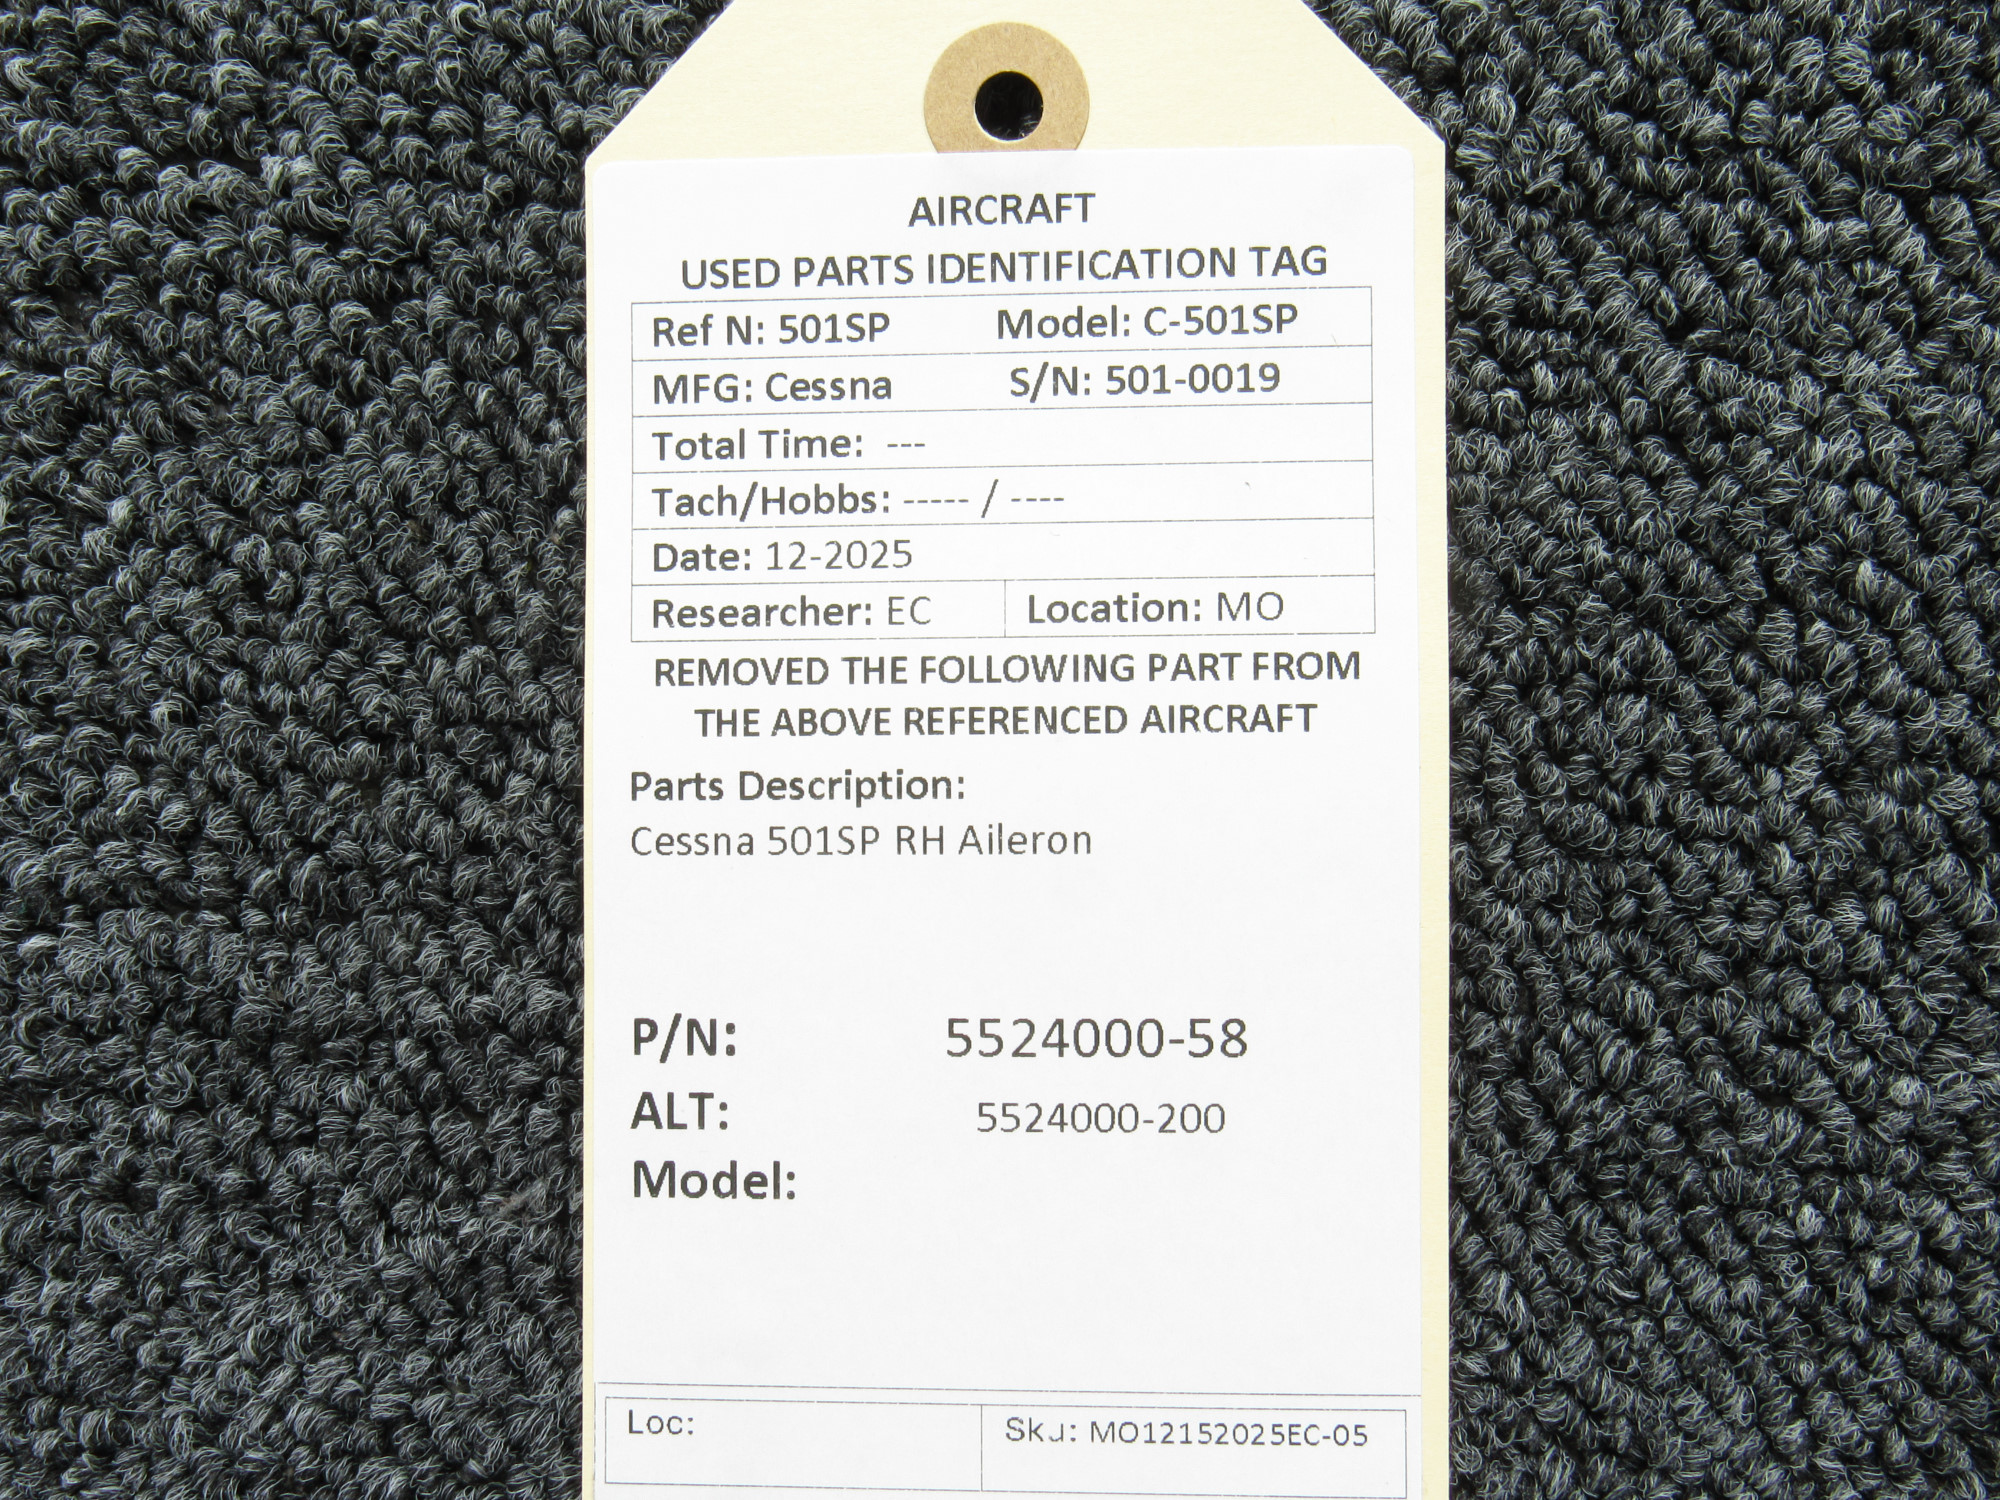 AIRCRAFT
USED PARTS IDENTIFICATION TAG
Ref N: 501SP Model: C-501SP
MFG: Cessna S/N: 501-0019
Total Time: ---
Tach/Hobbs: ----- / ----
Date: 12-2025
Researcher: EC Location: MO
REMOVED THE FOLLOWING PART FROM
THE ABOVE REFERENCED AIRCRAFT
Parts Description:
Cessna 501SP RH Aileron
P/N: 5524000-58
ALT: 5524000-200
Model:
Loc: Sku: MO12152025EC-05